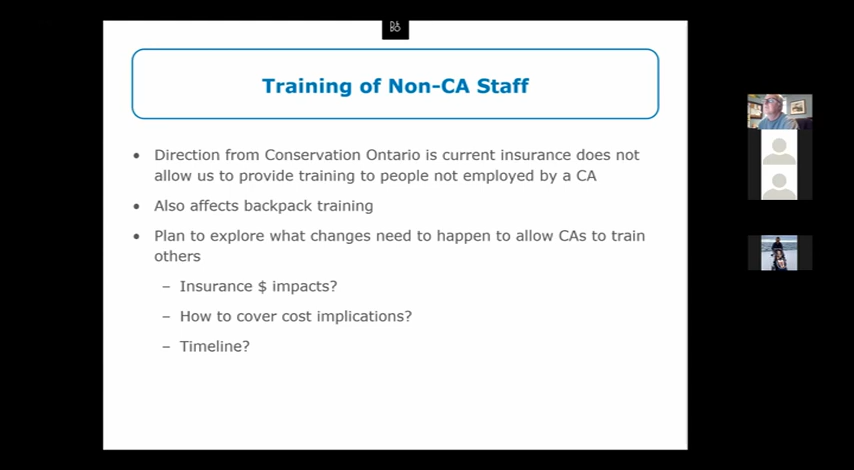 Training of Non-CA Staff
• Direction from Conservation Ontario is current insurance does not
allow us to provide training to people not employed by a CA
• Also affects backpack training
• Plan to explore what changes need to happen to allow CAs to train
others
– Insurance $ impacts?
– How to cover cost implications?
– Timeline?